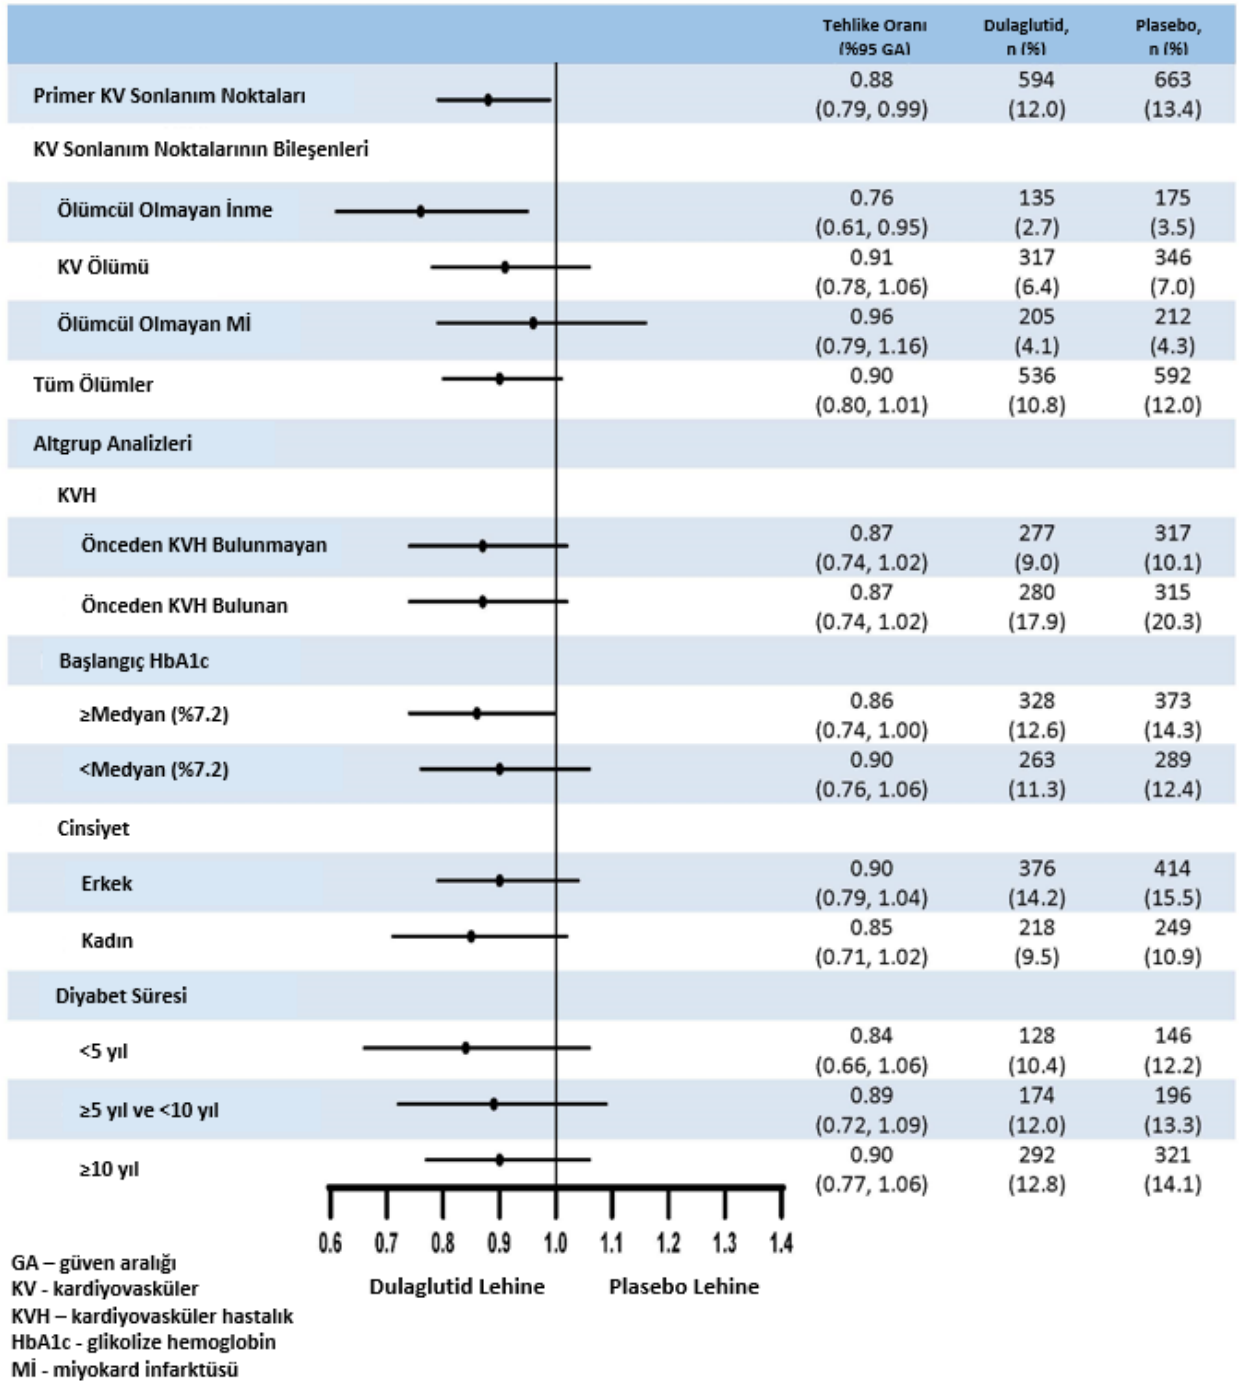 Tehlike Oranı Dulaglutid, Plasebo,
(%95 GA) n (%) n (%)
Primer KV Sonlanım Noktaları 0.88 594 663
(0.79, 0.99) (12.0) (13.4)
KV Sonlanım Noktalarının Bileşenleri
Ölümcül Olmayan İnme 0.76 135 175
(0.61, 0.95) (2.7) (3.5)
KV Ölümü 0.91 317 346
(0.78, 1.06) (6.4) (7.0)
Ölümcül Olmayan Mİ 0.96 205 212
(0.79, 1.16) (4.1) (4.3)
Tüm Ölümler 0.90 536 592
(0.80, 1.01) (10.8) (12.0)
Altgrup Analizleri
KVH
Önceden KVH Bulunmayan 0.87 277 317
(0.74, 1.02) (9.0) (10.1)
Önceden KVH Bulunan 0.87 280 315
(0.74, 1.02) (17.9) (20.3)
Başlangıç HbA1c
≥Medyan (%7.2) 0.86 328 373
(0.74, 1.00) (12.6) (14.3)
<Medyan (%7.2) 0.90 263 289
(0.76, 1.06) (11.3) (12.4)
Cinsiyet
Erkek 0.90 376 414
(0.79, 1.04) (14.2) (15.5)
Kadın 0.85 218 249
(0.71, 1.02) (9.5) (10.9)
Diyabet Süresi
<5 yıl 0.84 128 146
(0.66, 1.06) (10.4) (12.2)
≥5 yıl ve <10 yıl 0.89 174 196
(0.72, 1.09) (12.0) (13.3)
≥10 yıl 0.90 292 321
(0.77, 1.06) (12.8) (14.1)
0.6 0.7 0.8 0.9 1.0 1.1 1.2 1.3 1.4
Dulaglutid Lehine Plasebo Lehine
GA – güven aralığı
KV - kardiyovasküler
KVH – kardiyovasküler hastalık
HbA1c - glikolize hemoglobin
Mİ - miyokard infarktüsü